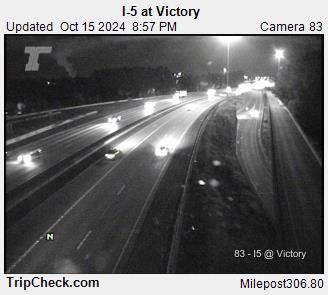 I-5 at Victory
Updated Oct 15 2024 8:57 PM Camera 83
T
N
83 - I5 @ Victory
TripCheck.com Milepost306.80